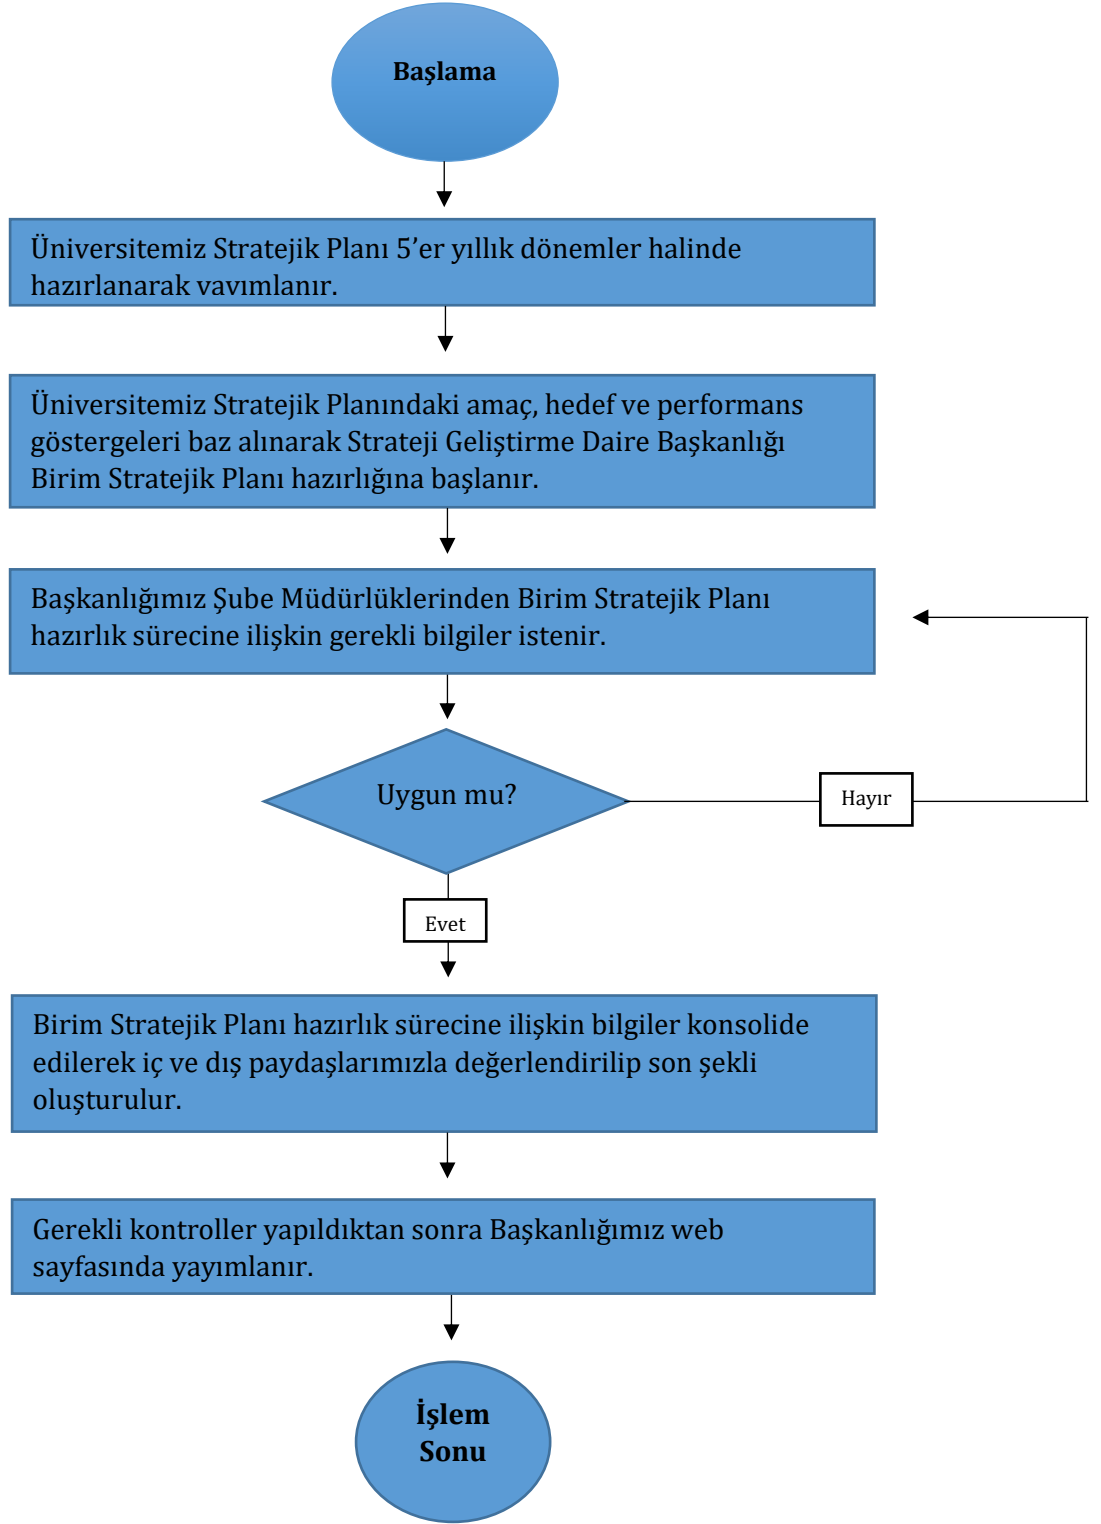 Başlama
Üniversitemiz Stratejik Planı 5’er yıllık dönemler halinde
hazırlanarak vavımlanır.
Üniversitemiz Stratejik Planındaki amaç, hedef ve performans
göstergeleri baz alınarak Strateji Geliştirme Daire Başkanlığı
Birim Stratejik Planı hazırlığına başlanır.
Başkanlığımız Şube Müdürlüklerinden Birim Stratejik Planı
hazırlık sürecine ilişkin gerekli bilgiler istenir.
Uygun mu?
Hayır
Evet
Birim Stratejik Planı hazırlık sürecine ilişkin bilgiler konsolide
edilerek iç ve dış paydaşlarımızla değerlendirilip son şekli
oluşturulur.
Gerekli kontroller yapıldıktan sonra Başkanlığımız web
sayfasında yayımlanır.
İşlem
Sonu